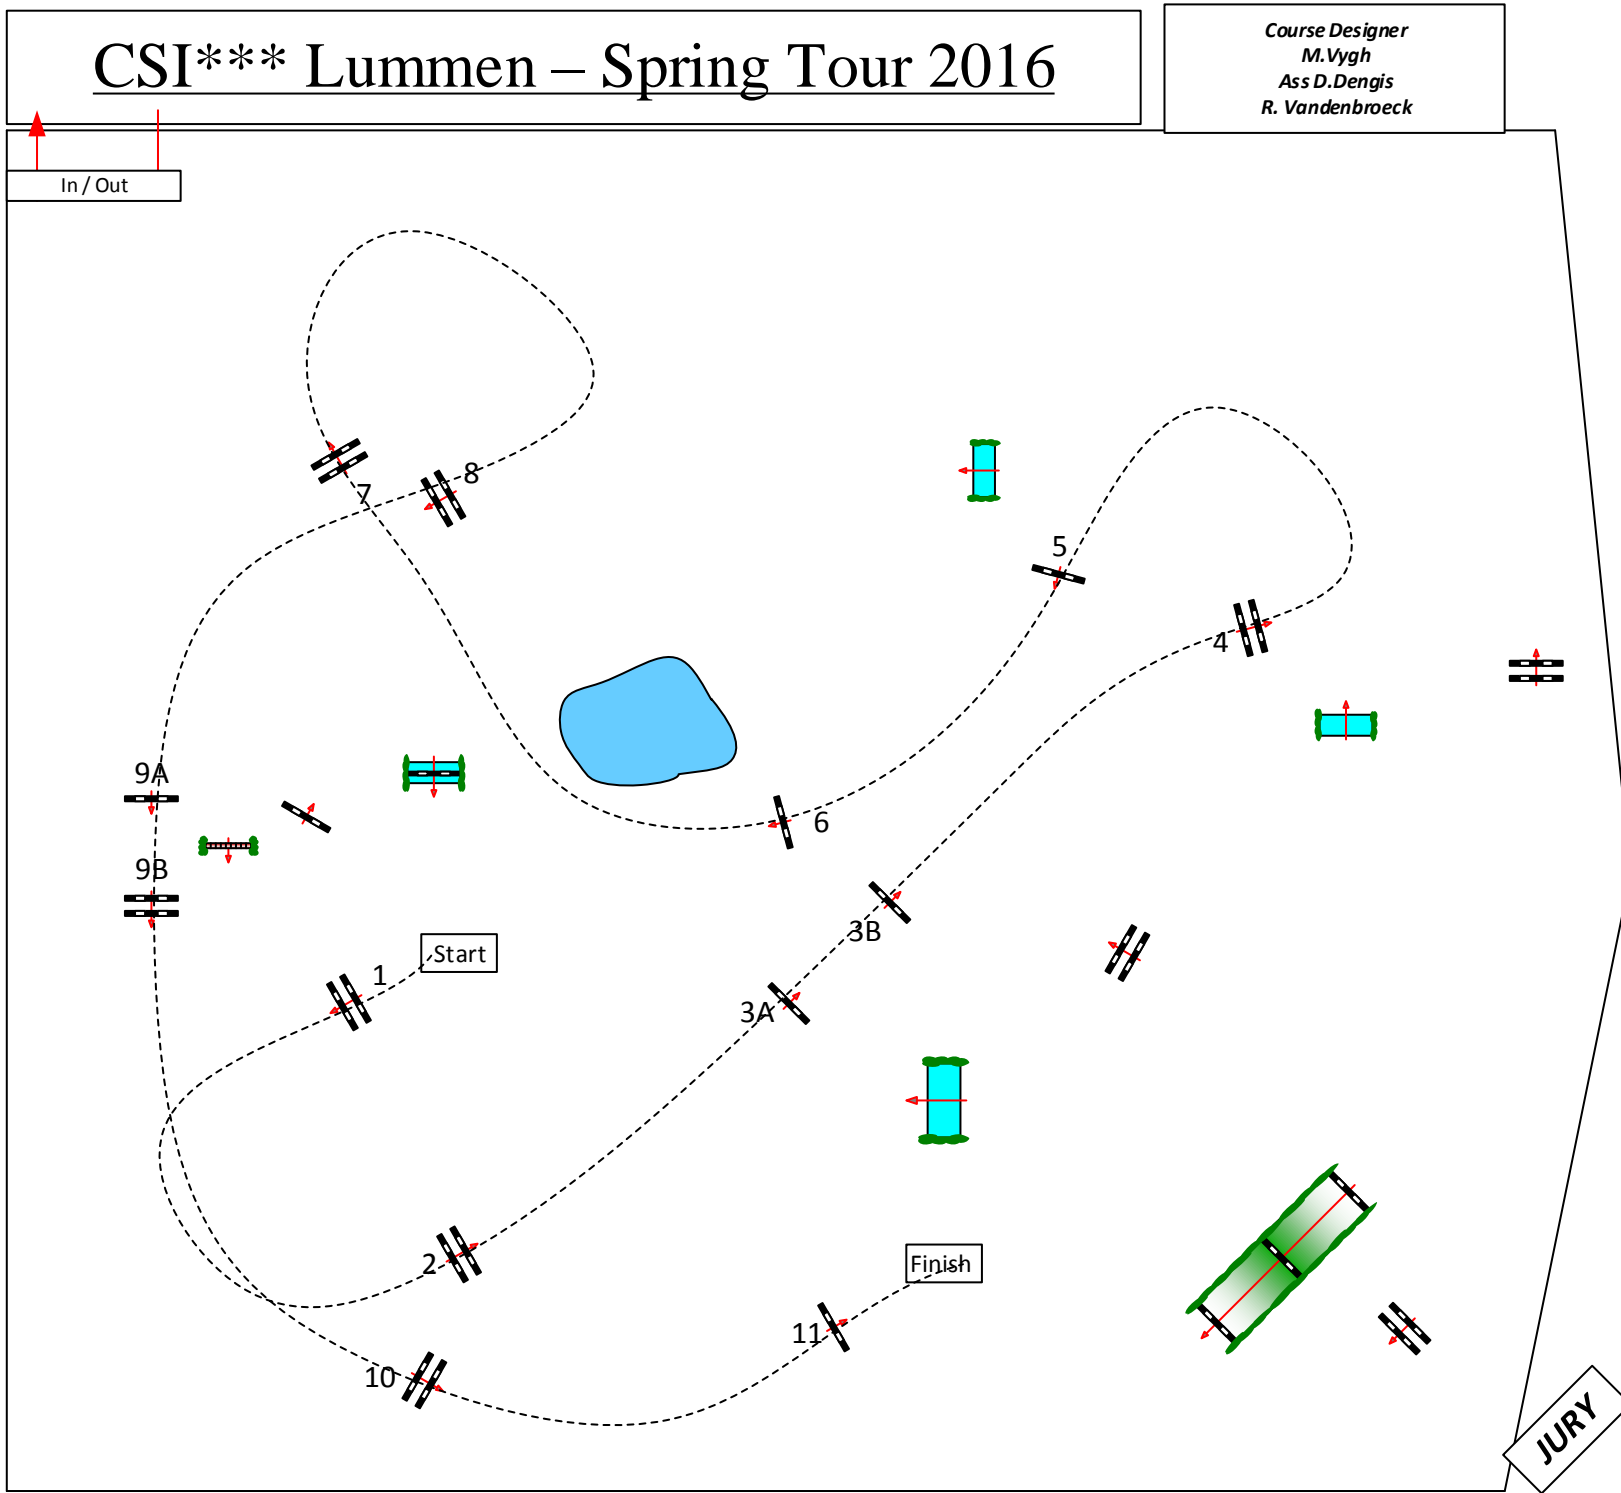 CSI*** Lummen – Spring Tour 2016
Course Designer
M.Vygh
Ass D.Dengis
R. Vandenbroeck
In / Out
8
7
5
4
9A
6
9B
3B
Start
1
3A
2
Finish
11
10
JURY